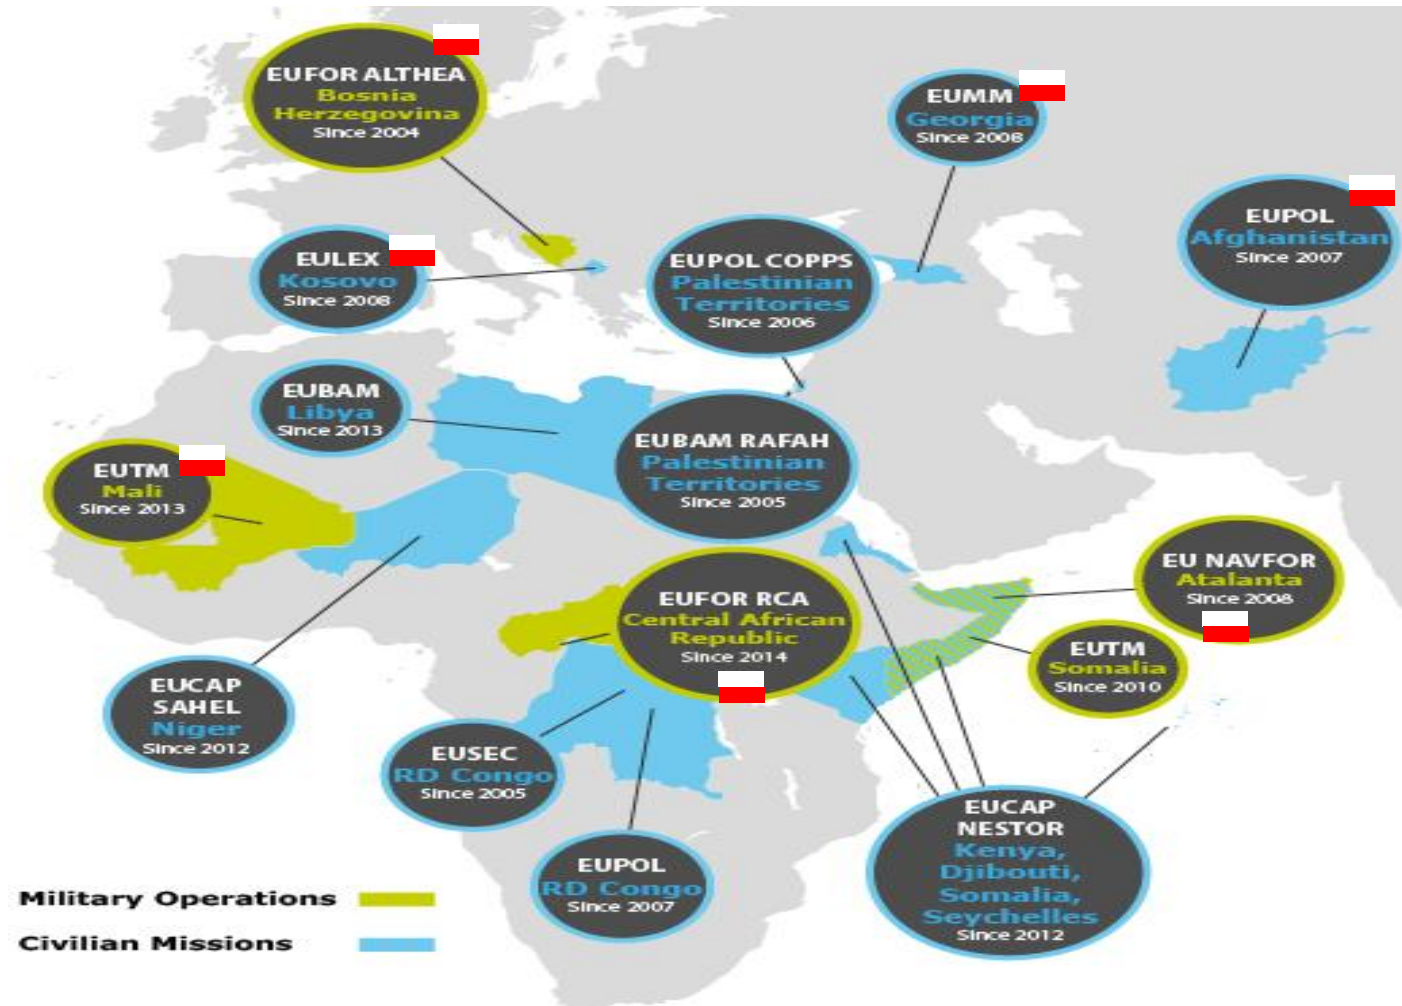 EUFOR ALTHEA
Bosnia
Herzegovina
Since 2004
EUMM
Georgia
Since 2008
EUPOL
Afghanistan
Since 2007
EULEX
Kosovo
Since 2008
EUPOL COPPS
Palestinian
Territories
Since 2006
EUBAM
Libya
Since 2013
EUBAM RAFAH
Palestinian
Territories
Since 2005
EUTM
Mali
Since 2013
EU NAVFOR
Atalanta
Since 2008
EUFOR RCA
Central African
Republic
Since 2014
EUTM
Somalia
Since 2010
EUCAP
SAHEL
Niger
Since 2012
EUSEC
RD Congo
Since 2005
EUPOL
RD Congo
Since 2007
EUCAP
NESTOR
Kenya,
Djibouti,
Somalia,
Seychelles
Since 2012
Military Operations
Civilian Missions